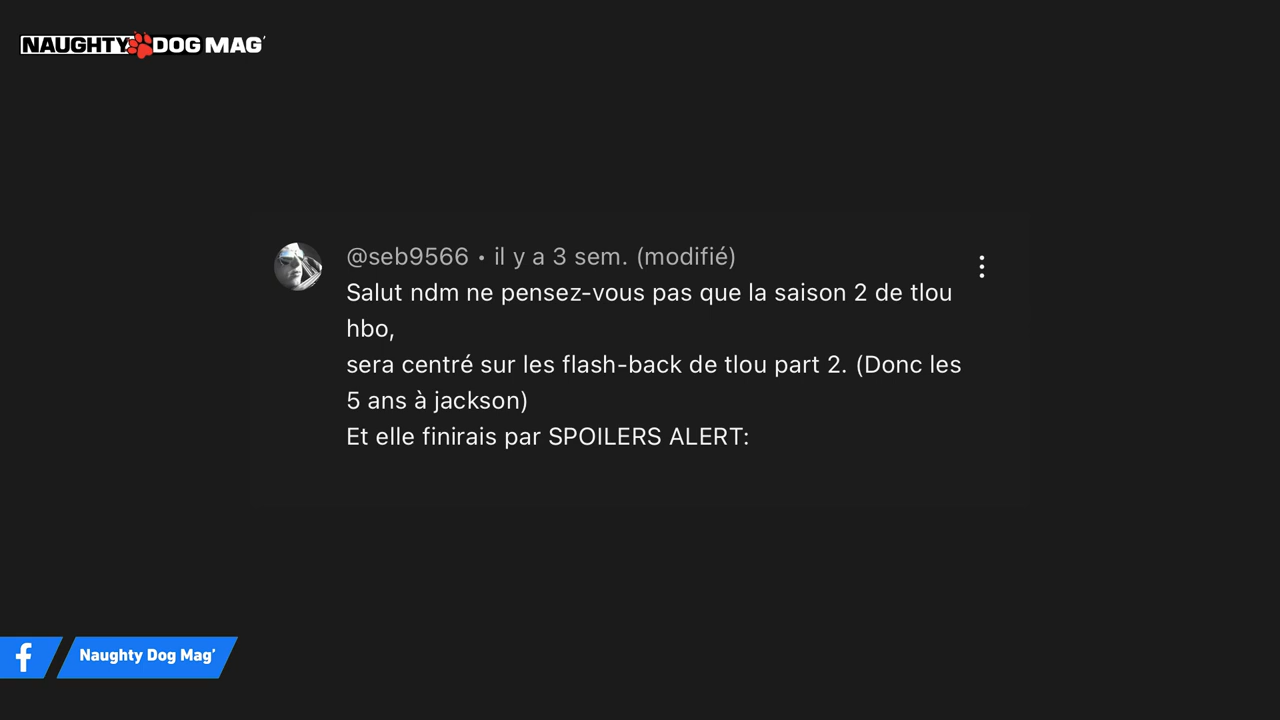 NAUGHTY DOG MAG'
@seb9566 • il y a 3 sem. (modifié)
Salut ndm ne pensez-vous pas que la saison 2 de tlou
hbo,
sera centré sur les flash-back de tlou part 2. (Donc les
5 ans à jackson)
Et elle finirais par SPOILERS ALERT:
Naughty Dog Mag'